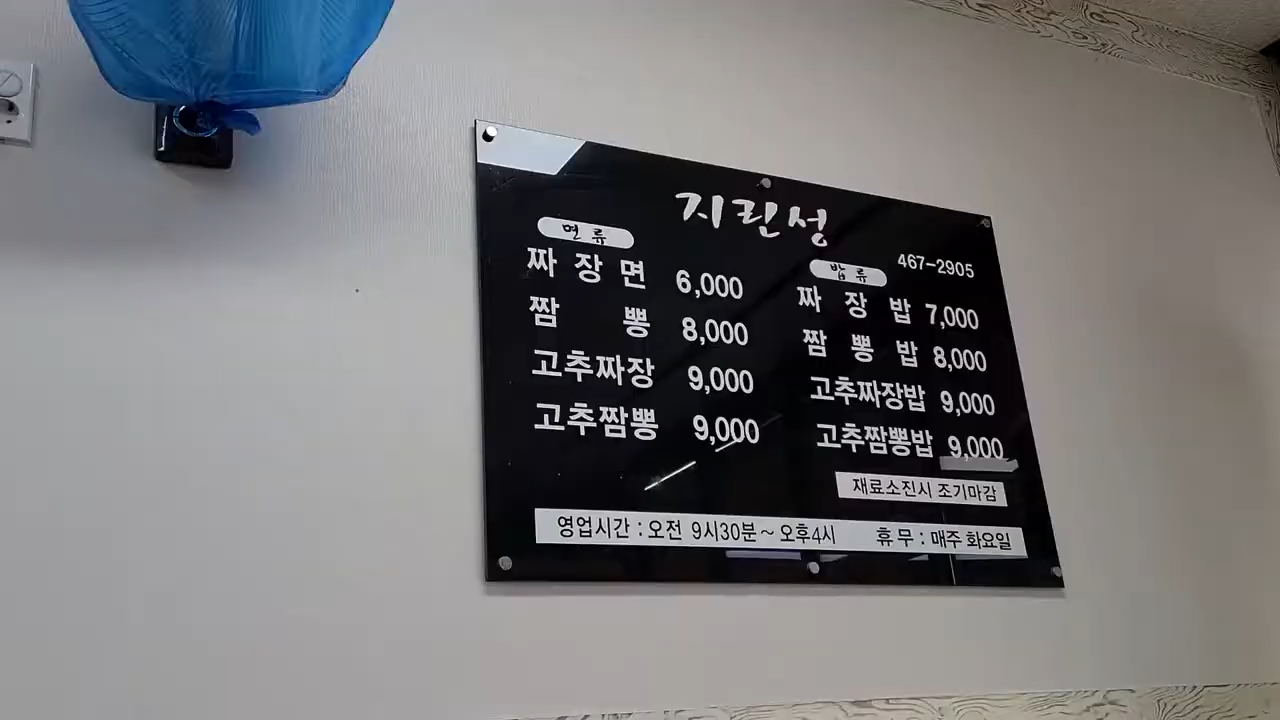 지린성
467-2905
면류
짜장면 6,000
짬뽕 8,000
고추짜장 9,000
고추짬뽕 9,000
밥류
짜장밥 7,000
짬뽕밥 8,000
고추짜장밥 9,000
고추짬뽕밥 9,000
재료소진시 조기마감
영업시간 : 오전 9시30분~오후4시 휴무 : 매주 화요일